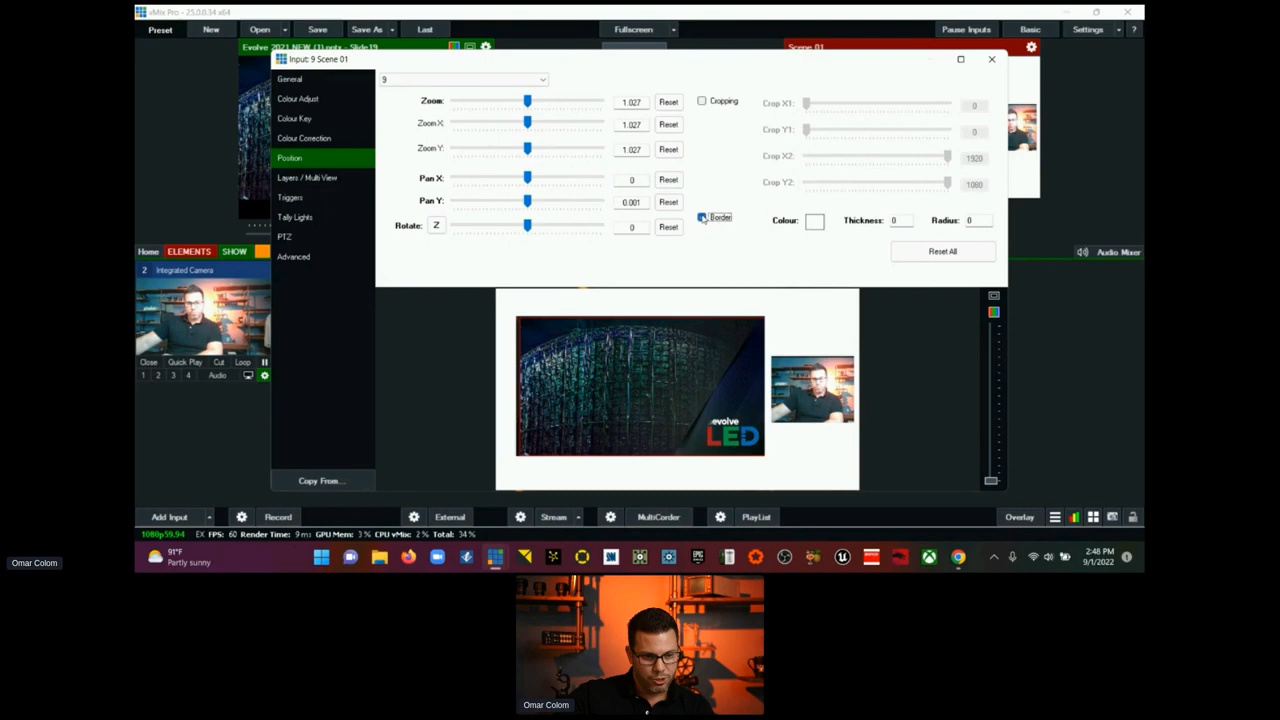 vMix Pro - 25.0.0.34 x64
Preset New Open Save Save As Last Fullscreen Pause Inputs Basic Settings ?
Evolve 2021 NEW (1).pptx - Slide19
Scene 01
Input: 9 Scene 01
General
9
Colour Adjust
Zoom: 1.027 Reset
Cropping
Crop X1: 0
Colour Key
Zoom X: 1.027 Reset
Crop Y1: 0
Colour Correction
Zoom Y: 1.027 Reset
Crop X2: 1920
Position
Layers / Multi View
Pan X: 0 Reset
Crop Y2: 1080
Triggers
Pan Y: 0.001 Reset
Tally Lights
Border
Colour: Thickness: 0 Radius: 0
Rotate: Z 0 Reset
PTZ
Advanced
Reset All
Home ELEMENTS SHOW
Audio Mixer
2 Integrated Camera
Close Quick Play Cut Loop
1 2 3 4 Audio
evolve
LED
Copy From...
Add Input Record External Stream MultiCorder PlayList Overlay
1080p59.94 EX FPS: 60 Render Time: 9 ms GPU Mem: 3 % CPU vMix: 2 % Total: 34 %
91°F
Partly sunny
2:48 PM
9/1/2022
1
Omar Colom
Omar Colom